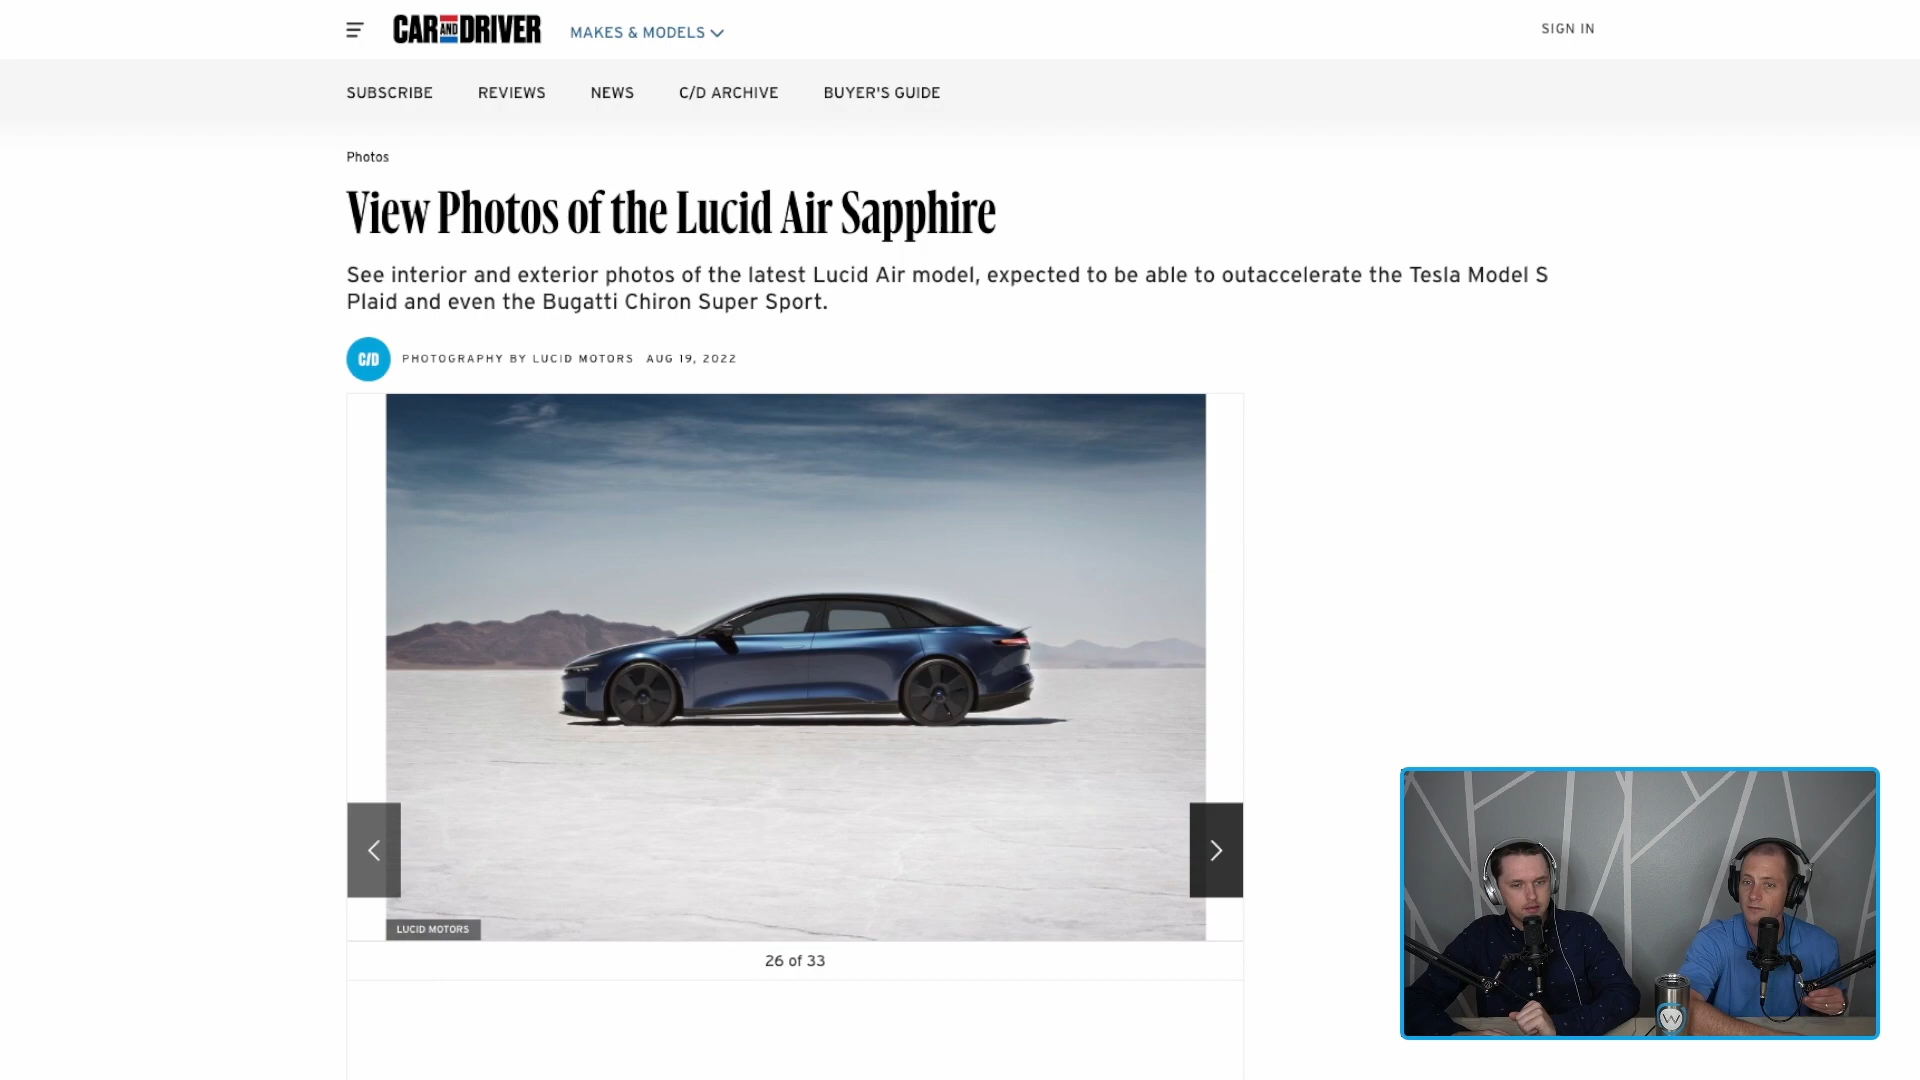 CAR AND DRIVER
MAKES & MODELS
SIGN IN
SUBSCRIBE
REVIEWS
NEWS
C/D ARCHIVE
BUYER'S GUIDE
Photos
View Photos of the Lucid Air Sapphire
See interior and exterior photos of the latest Lucid Air model, expected to be able to outaccelerate the Tesla Model S
Plaid and even the Bugatti Chiron Super Sport.
C/D
PHOTOGRAPHY BY LUCID MOTORS AUG 19, 2022
LUCID MOTORS
26 of 33
W